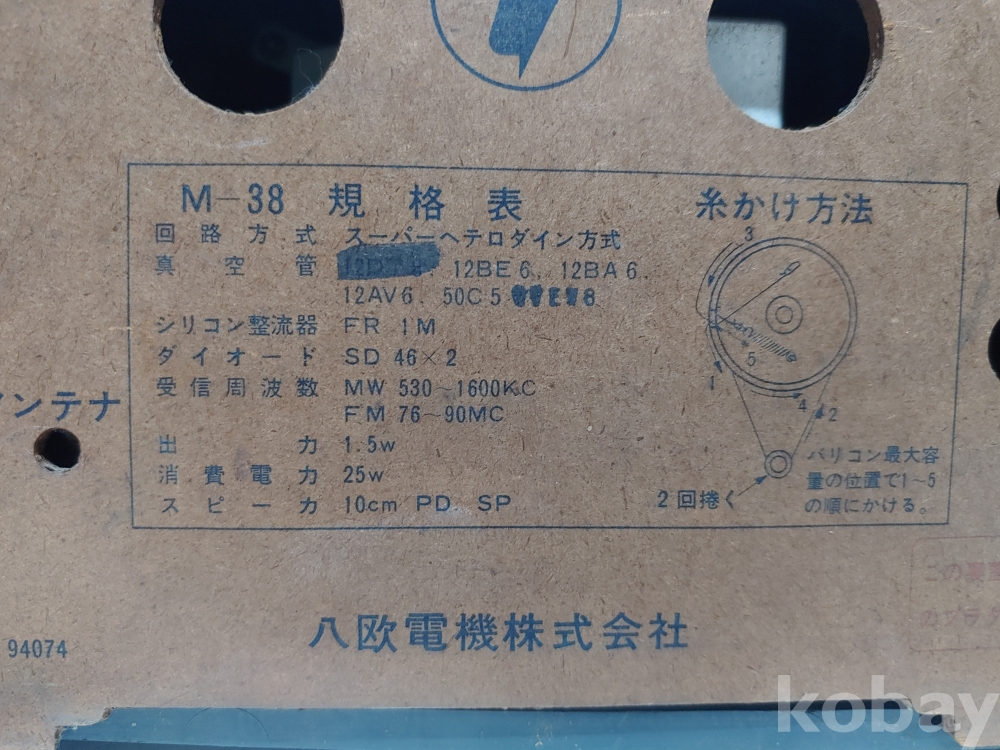 M-38 規格表
回路方式 スーパーヘテロダイン方式
真空管 12BE6. 12BA6.
12AV6. 50C5
シリコン整流器 FR 1M
ダイオード SD 46×2
受信周波数 MW 530~1600KC
FM 76~90MC
出力 1.5w
消費電力 25w
スピーカ 10cm PD. SP
糸かけ方法
3
5
1
4
2
2回捲く
バリコン最大容
量の位置で1~5
の順にかける。
ンテナ
八欧電機株式会社
94074
kobay